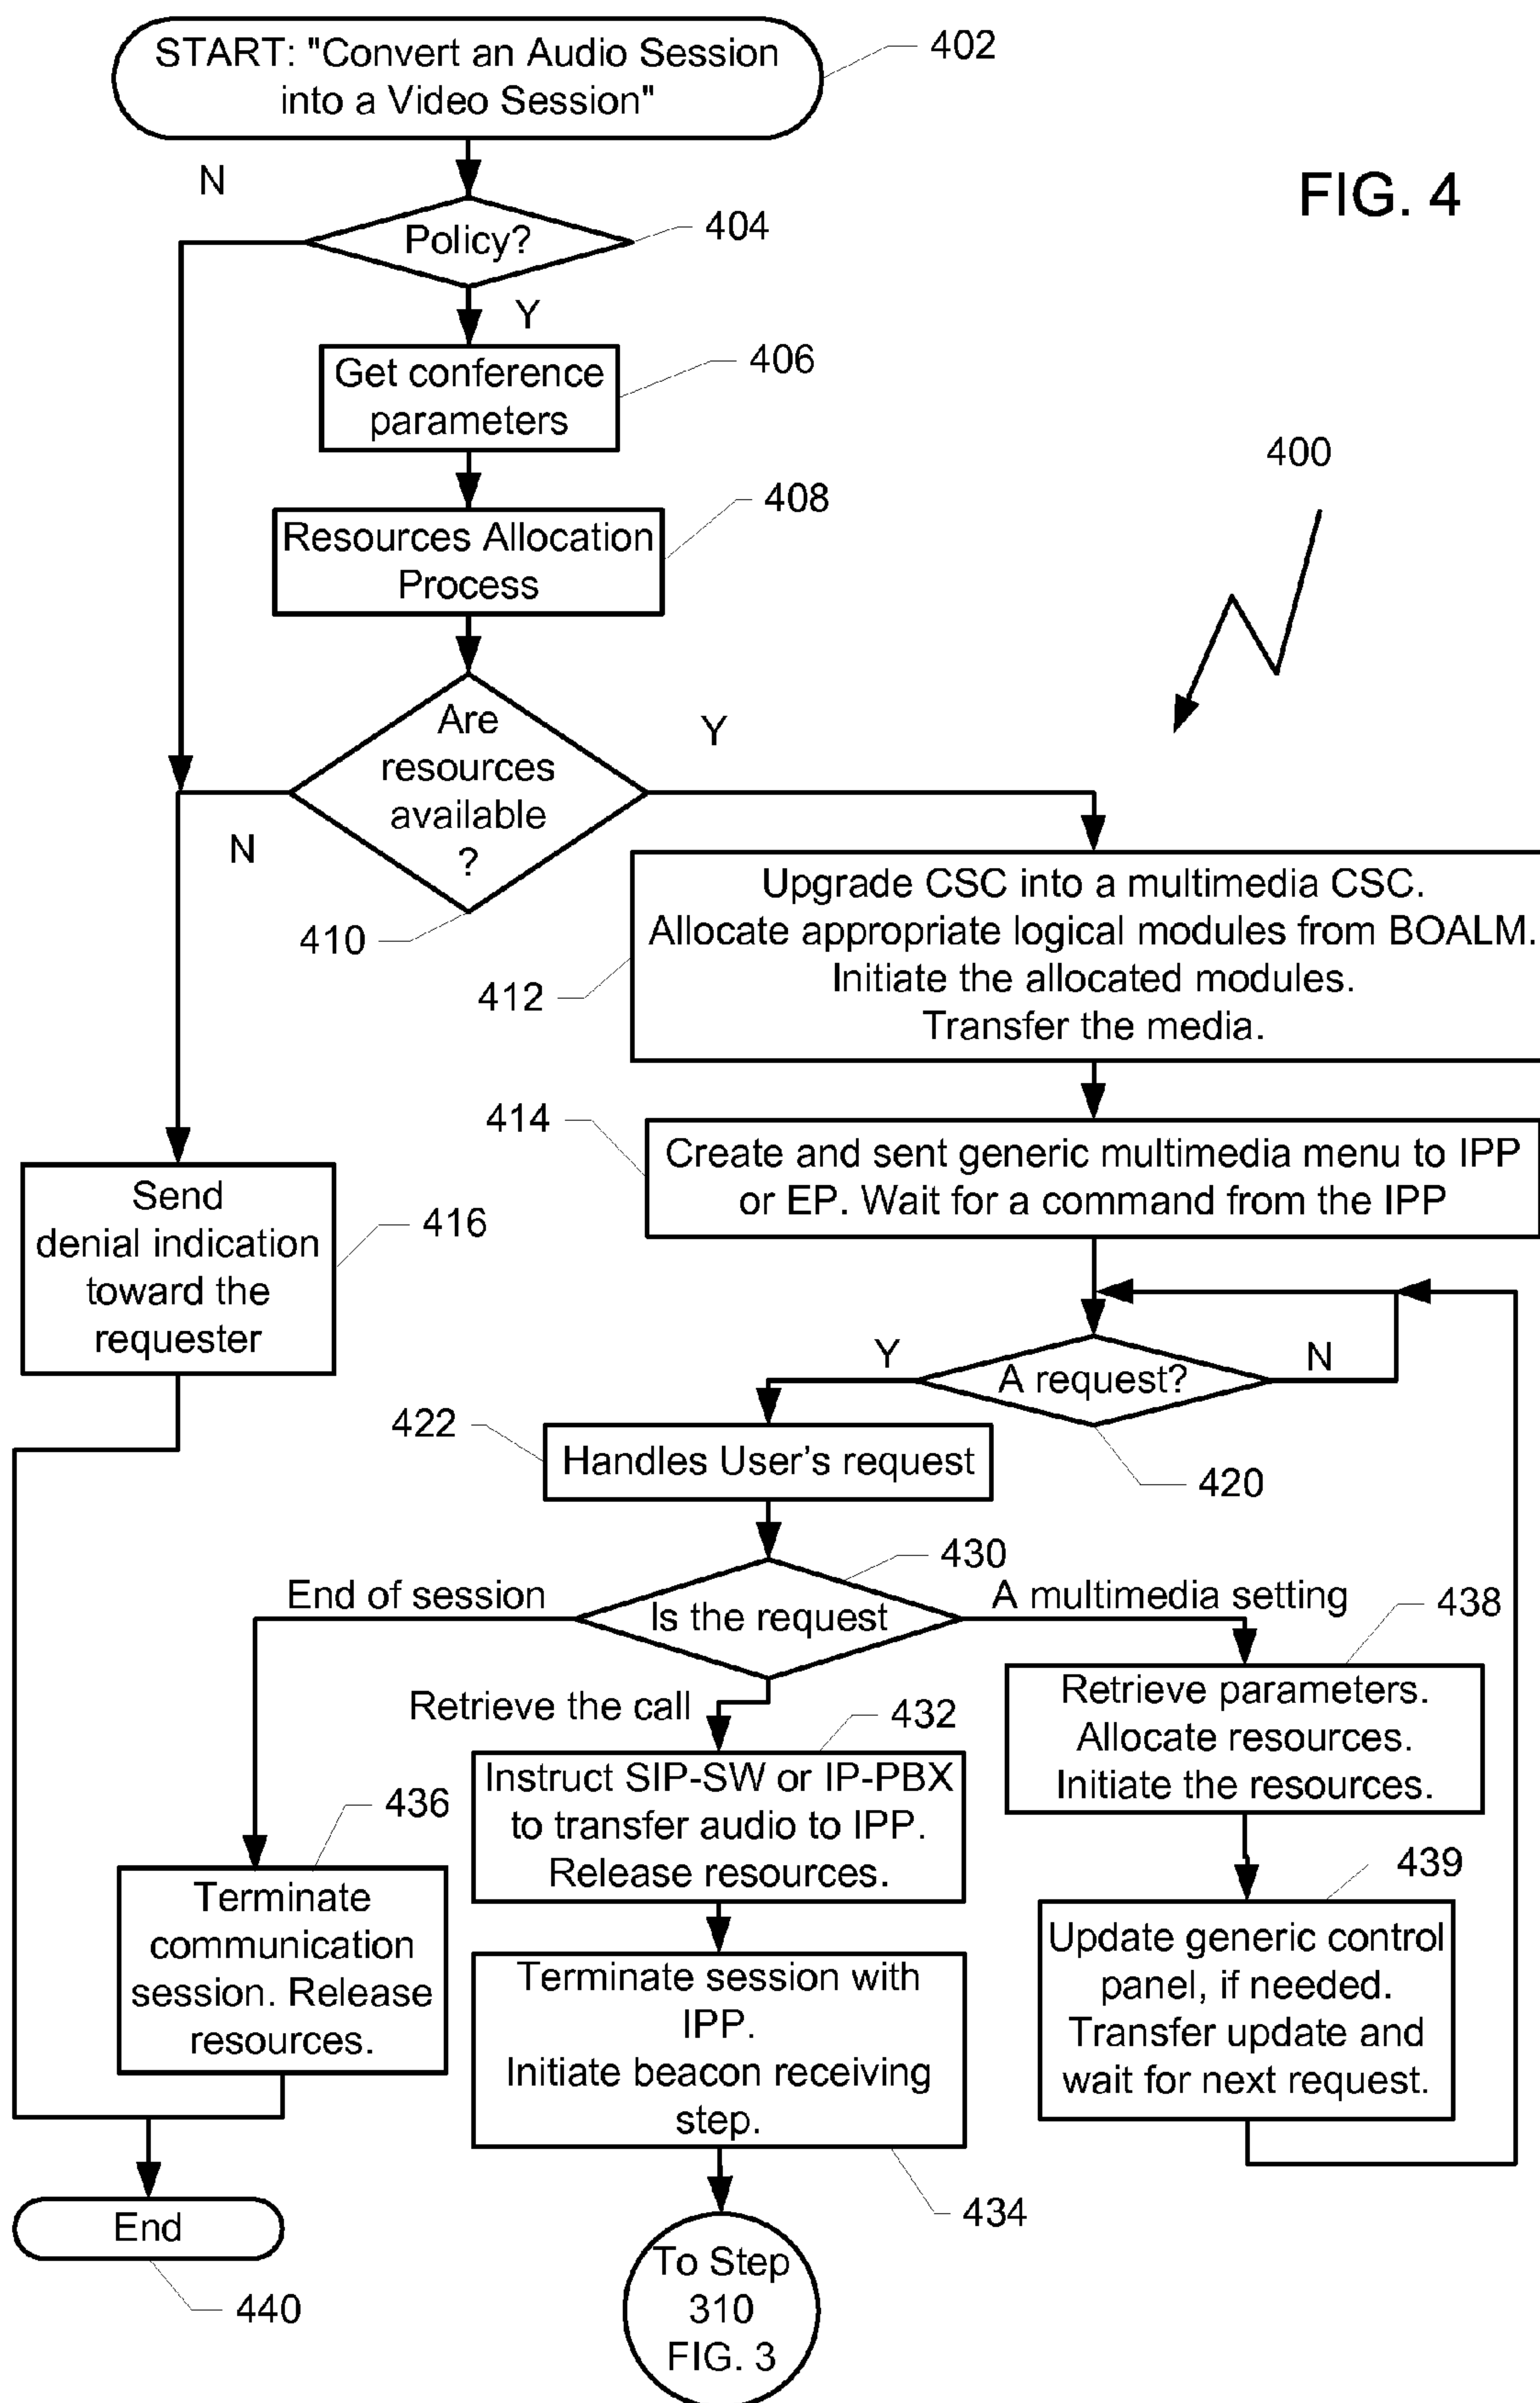 START: "Convert an Audio Session
into a Video Session"
402
FIG. 4
N
Policy?
404
Y
Get conference
parameters
406
400
Resources Allocation
Process
408
Are
resources
available
?
Y
N
410
Upgrade CSC into a multimedia CSC.
Allocate appropriate logical modules from BOALM.
Initiate the allocated modules.
Transfer the media.
412
414
Create and sent generic multimedia menu to IPP
or EP. Wait for a command from the IPP
Send
denial indication
toward the
requester
416
Y
A request?
N
420
422
Handles User's request
430
End of session
Is the request
A multimedia setting
438
Retrieve the call
432
Retrieve parameters.
Allocate resources.
Initiate the resources.
Instruct SIP-SW or IP-PBX
to transfer audio to IPP.
Release resources.
436
Terminate
communication
session. Release
resources.
439
Update generic control
panel, if needed.
Transfer update and
wait for next request.
Terminate session with
IPP.
Initiate beacon receiving
step.
434
End
440
To Step
310
FIG. 3